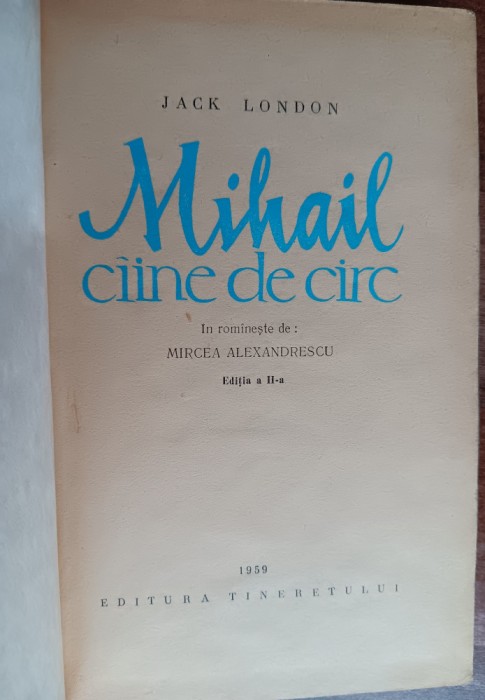 JACK LONDON
Mihail
cîine de circ
In romînește de:
MIRCEA ALEXANDRESCU
Ediția a II-a
1959
EDITURA TINERETULUI